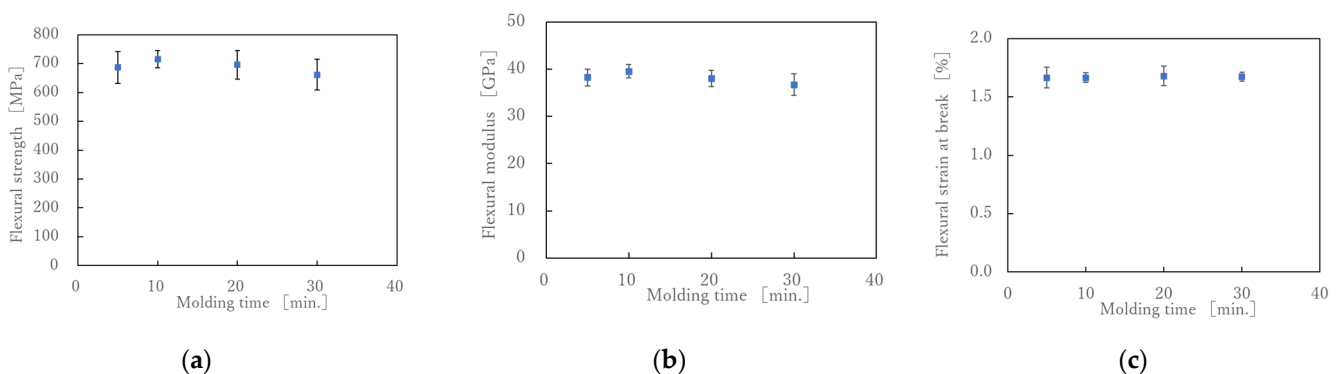 800
700
600
500
400
300
200
100
0
0 10 20 30 40
Flexural strength [MPa]
Molding time [min.]
(a)
50
40
30
20
10
0
0 10 20 30 40
Flexural modulus [GPa]
Molding time [min.]
(b)
2.0
1.5
1.0
0.5
0.0
0 10 20 30 40
Flexural strain at break [%]
Molding time [min.]
(c)